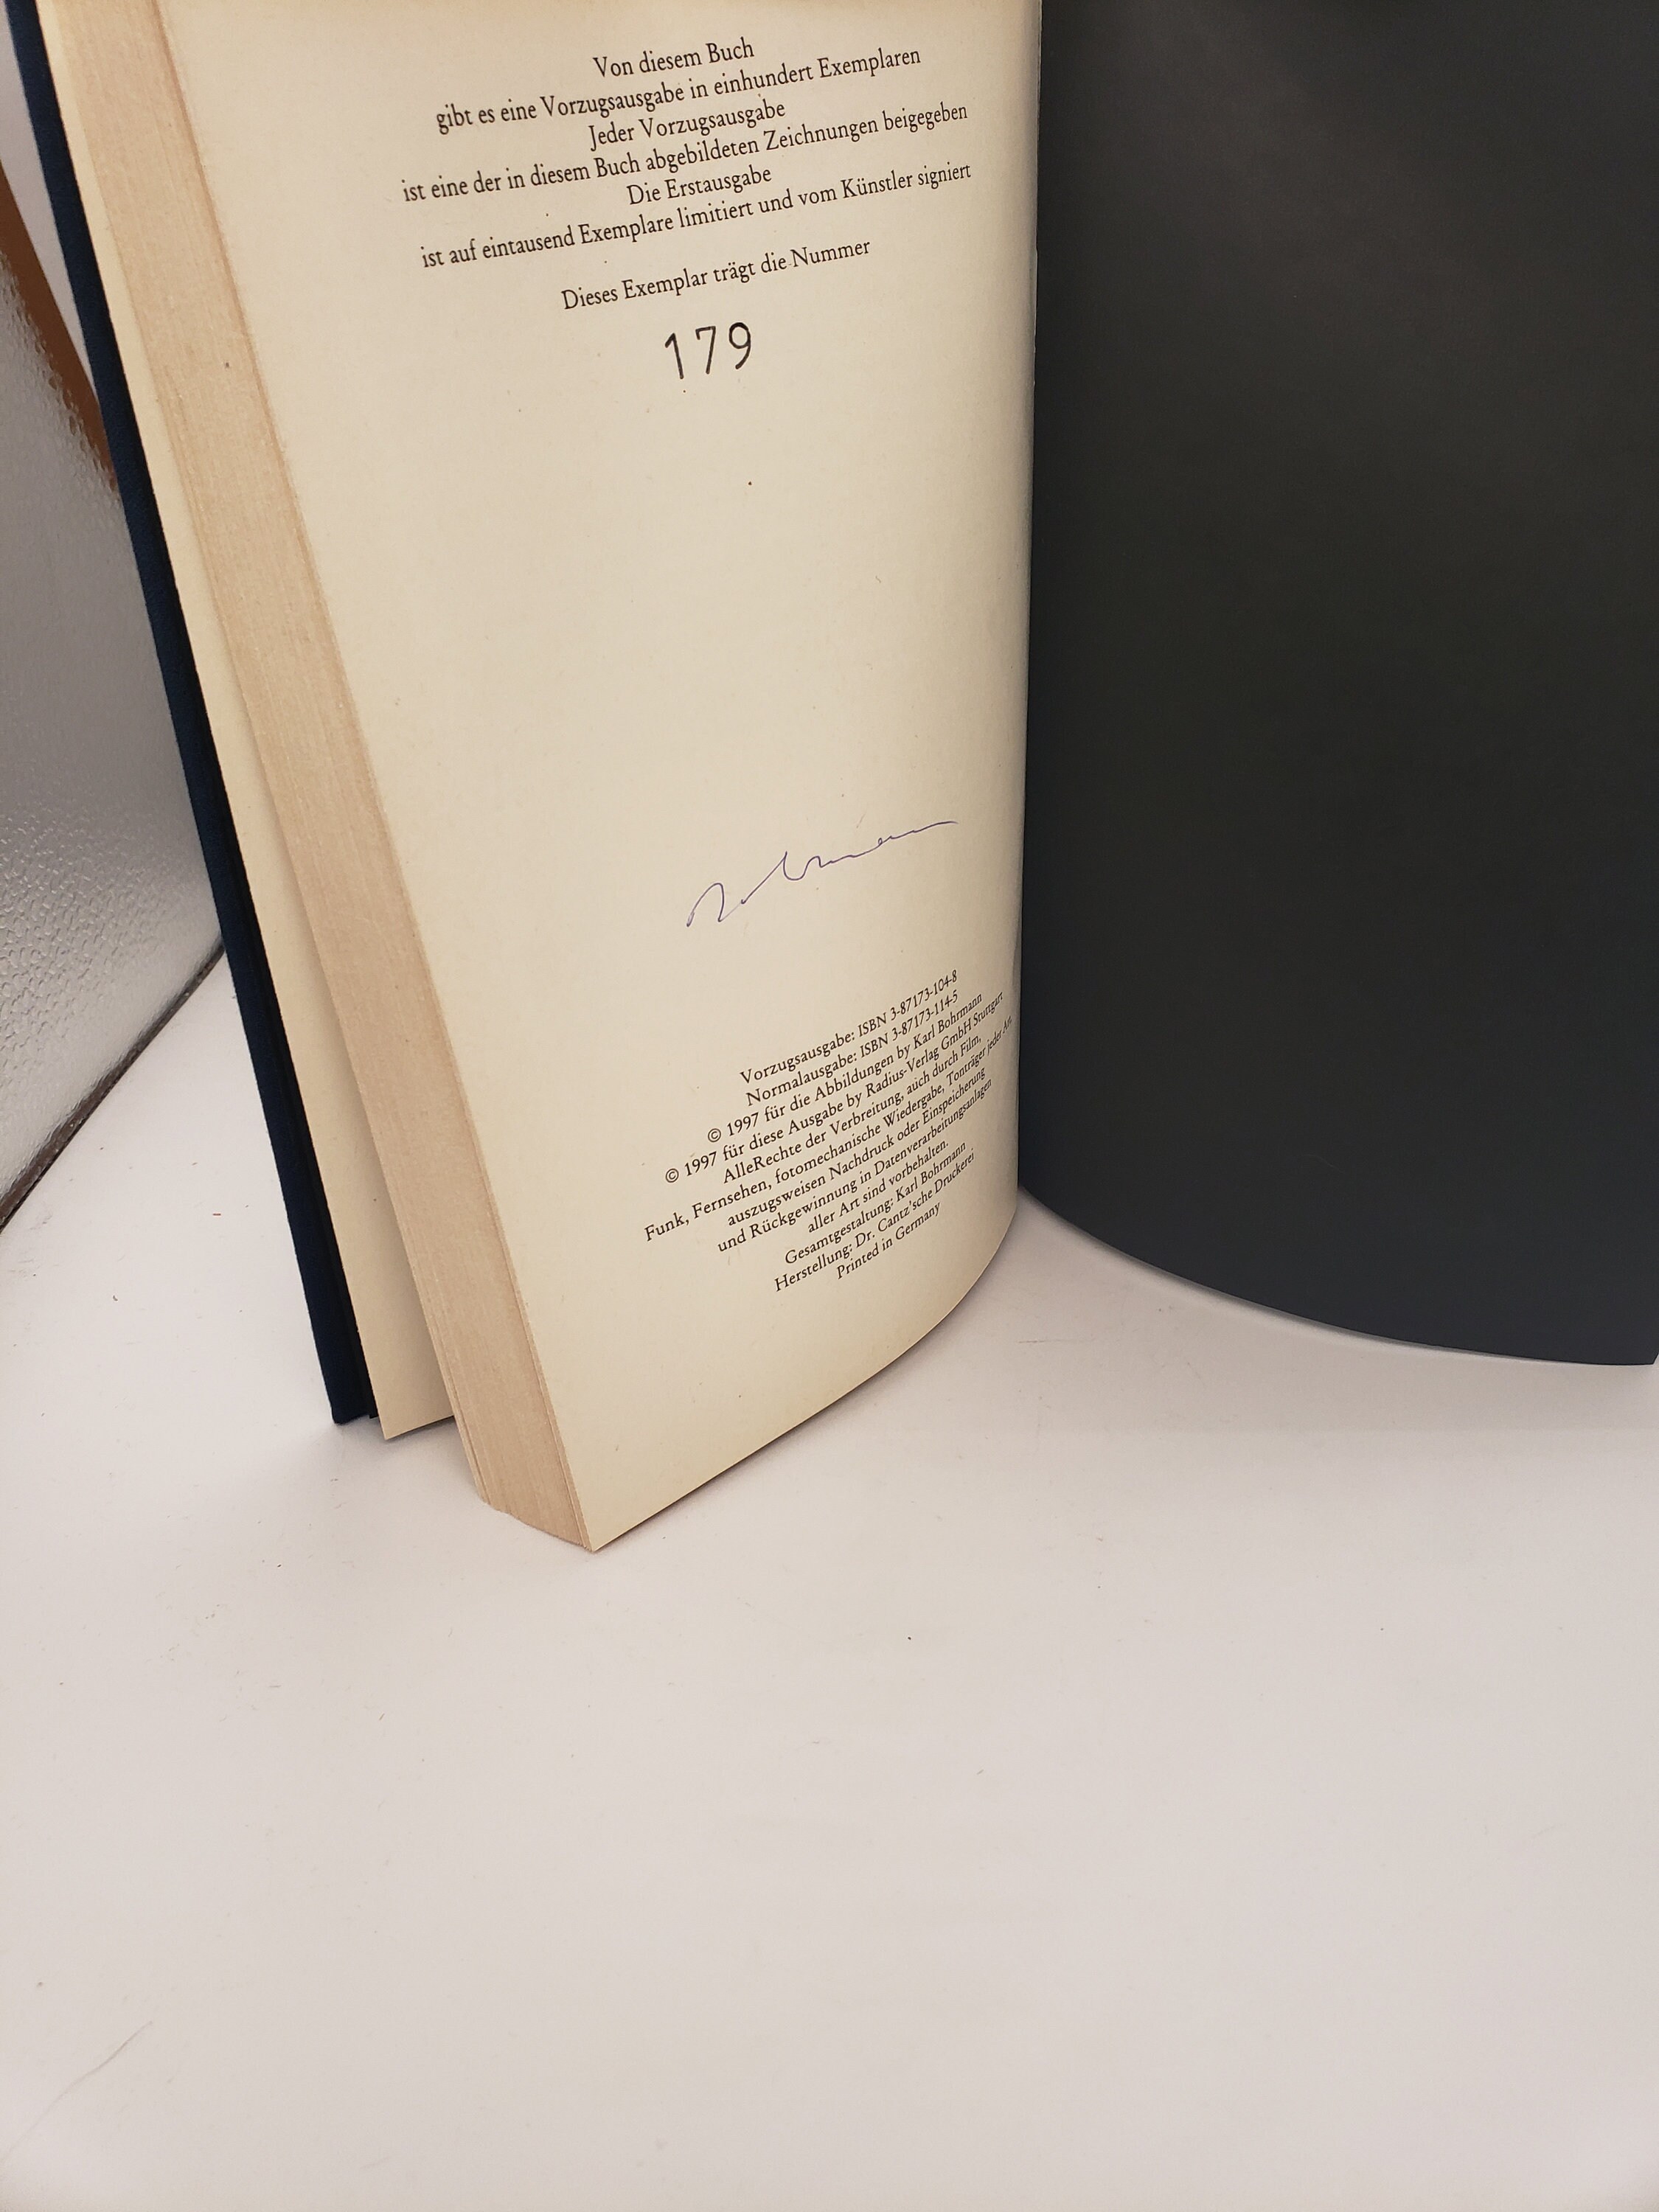 Von diesem Buch
gibt es eine Vorzugsausgabe in einhundert Exemplaren
Jeder Vorzugsausgabe
ist eine der in diesem Buch abgebildeten Zeichnungen beigegeben
Die Erstausgabe
ist auf eintausend Exemplare limitiert und vom Künstler signiert
Dieses Exemplar trägt die Nummer
179
Vorzugsausgabe: ISBN 3-87173-104-8
Normalausgabe: ISBN 3-87173-114-5
© 1997 für die Abbildungen by Karl Bohrmann
© 1997 für diese Ausgabe by Radius-Verlag GmbH Stuttgart
AlleRechte der Verbreitung, auch durch Film,
Funk, Fernsehen, fotomechanische Wiedergabe, Tonträger jeder Art,
auszugsweisen Nachdruck oder Einspeicherung
und Rückgewinnung in Datenverarbeitungsanlagen
aller Art sind vorbehalten.
Gesamtgestaltung: Karl Bohrmann
Herstellung: Dr. Cantz'sche Druckerei
Printed in Germany